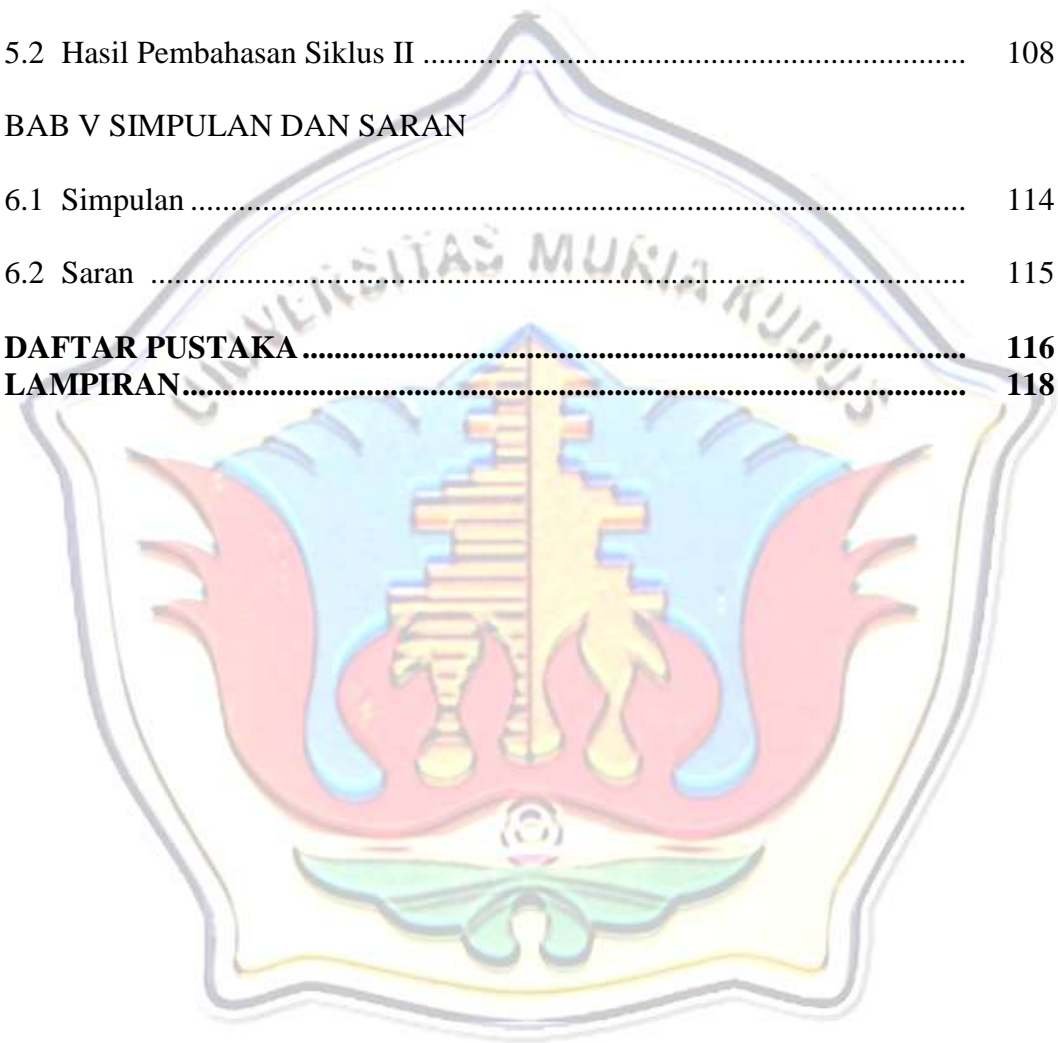 5.2 Hasil Pembahasan Siklus II ..................................................................... 108
BAB V SIMPULAN DAN SARAN
6.1 Simpulan .................................................................................................. 114
6.2 Saran ....................................................................................................... 115
DAFTAR PUSTAKA .................................................................................... 116
LAMPIRAN ................................................................................................... 118
UNIVERSITAS MURIA KUDUS